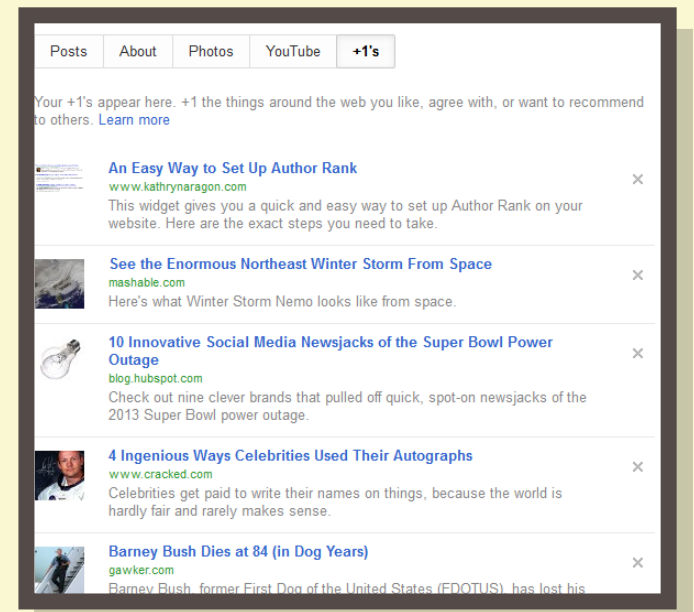 Posts About Photos YouTube +1's
Your +1's appear here. +1 the things around the web you like, agree with, or want to recommend
to others. Learn more
An Easy Way to Set Up Author Rank
www.kathrynaragon.com
This widget gives you a quick and easy way to set up Author Rank on your
website. Here are the exact steps you need to take.
See the Enormous Northeast Winter Storm From Space
mashable.com
Here's what Winter Storm Nemo looks like from space.
10 Innovative Social Media Newsjacks of the Super Bowl Power
Outage
blog.hubspot.com
Check out nine clever brands that pulled off quick, spot-on newsjacks of the
2013 Super Bowl power outage.
4 Ingenious Ways Celebrities Used Their Autographs
www.cracked.com
Celebrities get paid to write their names on things, because the world is
hardly fair and rarely makes sense.
Barney Bush Dies at 84 (in Dog Years)
gawker.com
Barney Bush, former First Dog of the United States (FDOTUS), has lost his